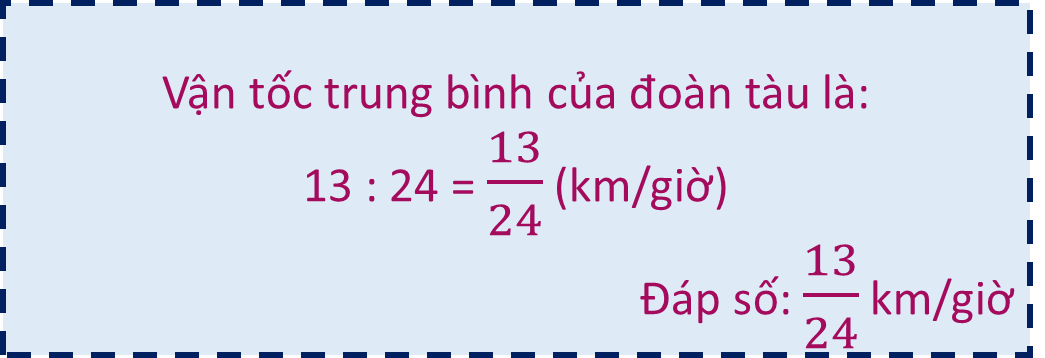 Vận tốc trung bình của đoàn tàu là:
13 : 24 = 13/24 (km/giờ)
Đáp số: 13/24 km/giờ